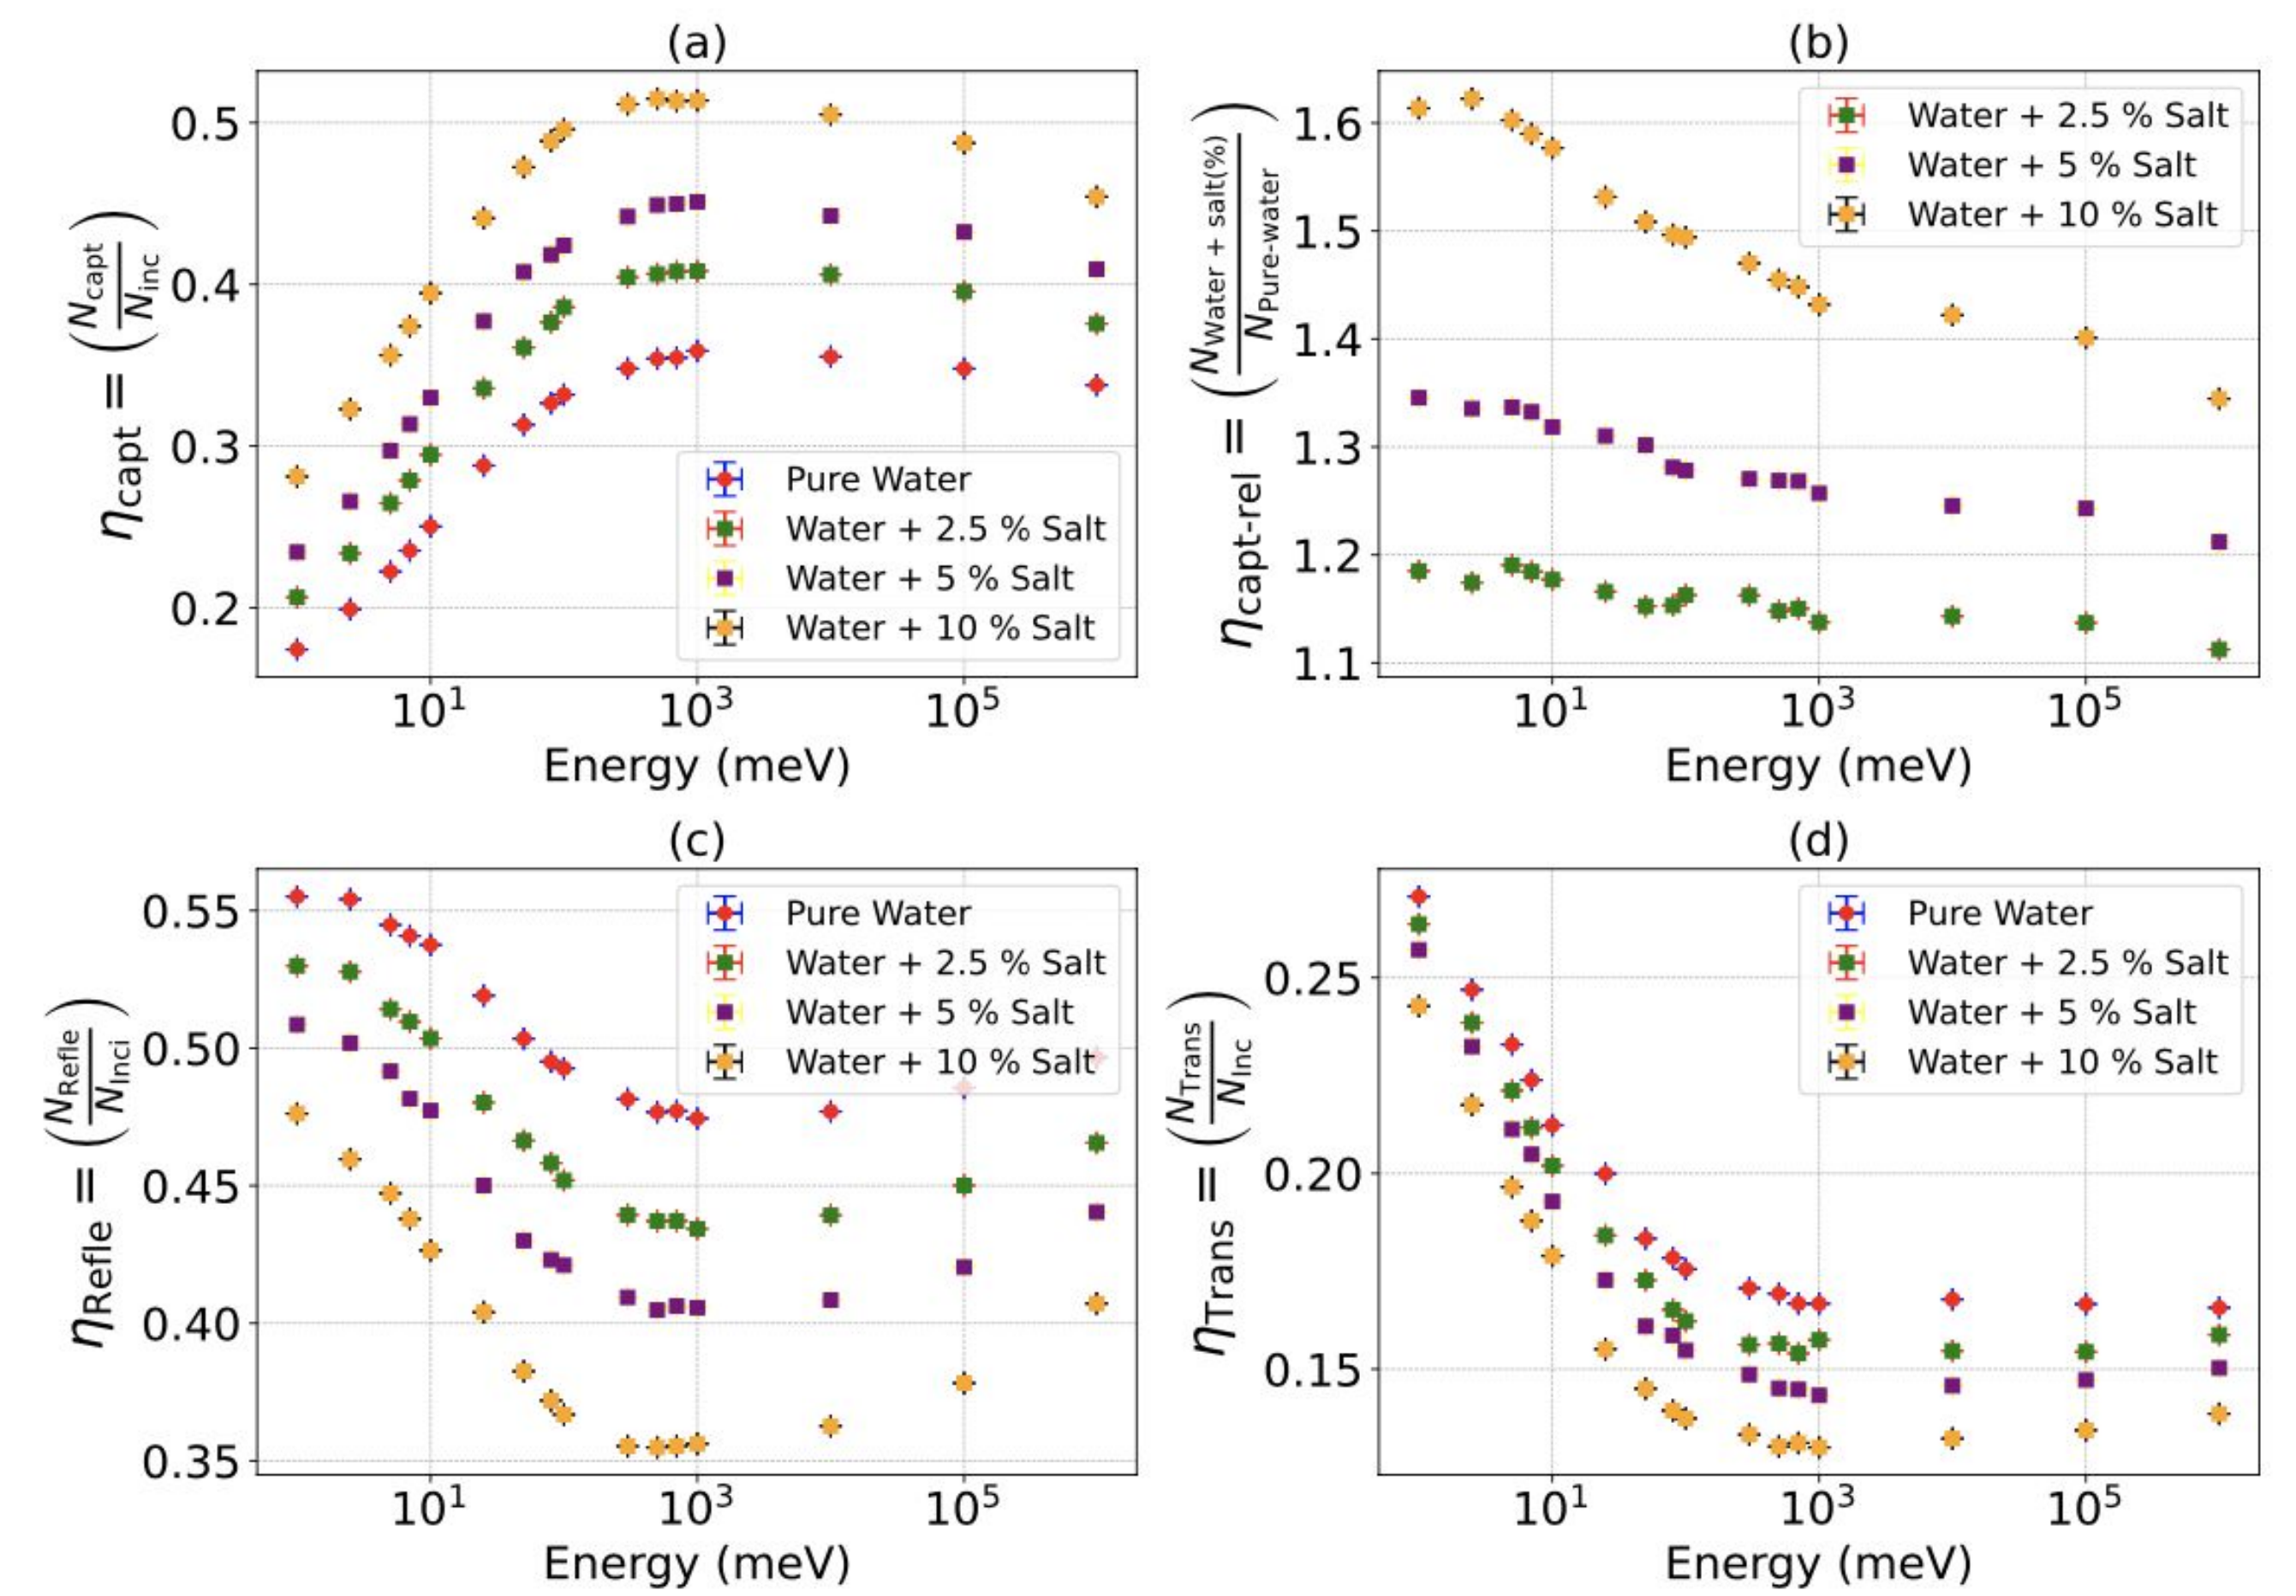 (a)
η_capt = (N_capt / N_inc)
0.5
0.4
0.3
0.2
Pure Water
Water + 2.5 % Salt
Water + 5 % Salt
Water + 10 % Salt
10^1 10^3 10^5
Energy (meV)
(b)
η_capt-rel = (N_Water + salt(%) / N_Pure-water)
1.6
1.5
1.4
1.3
1.2
1.1
Water + 2.5 % Salt
Water + 5 % Salt
Water + 10 % Salt
10^1 10^3 10^5
Energy (meV)
(c)
η_Refle = (N_Refle / N_Inci)
0.55
0.50
0.45
0.40
0.35
Pure Water
Water + 2.5 % Salt
Water + 5 % Salt
Water + 10 % Salt
10^1 10^3 10^5
Energy (meV)
(d)
η_Trans = (N_Trans / N_Inc)
0.25
0.20
0.15
Pure Water
Water + 2.5 % Salt
Water + 5 % Salt
Water + 10 % Salt
10^1 10^3 10^5
Energy (meV)